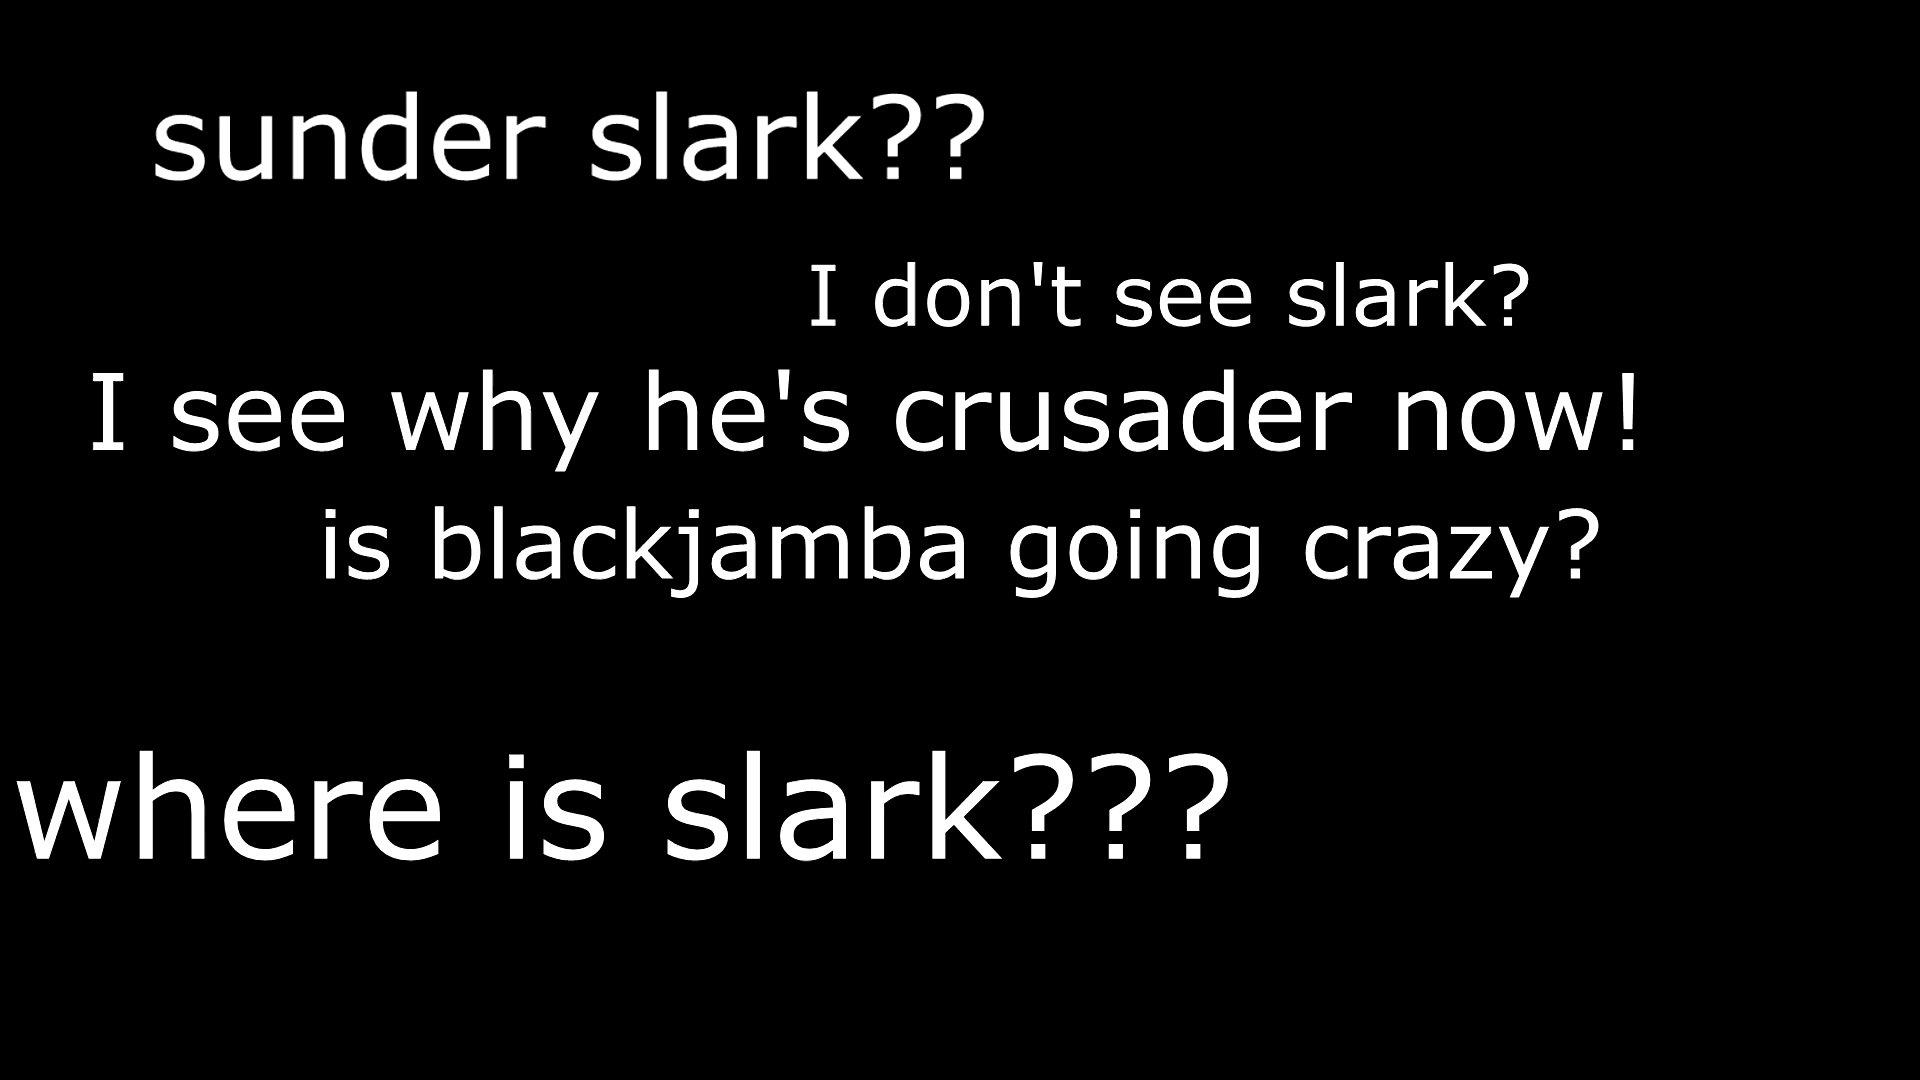 sunder slark??
I don't see slark?
I see why he's crusader now!
is blackjamba going crazy?
where is slark???